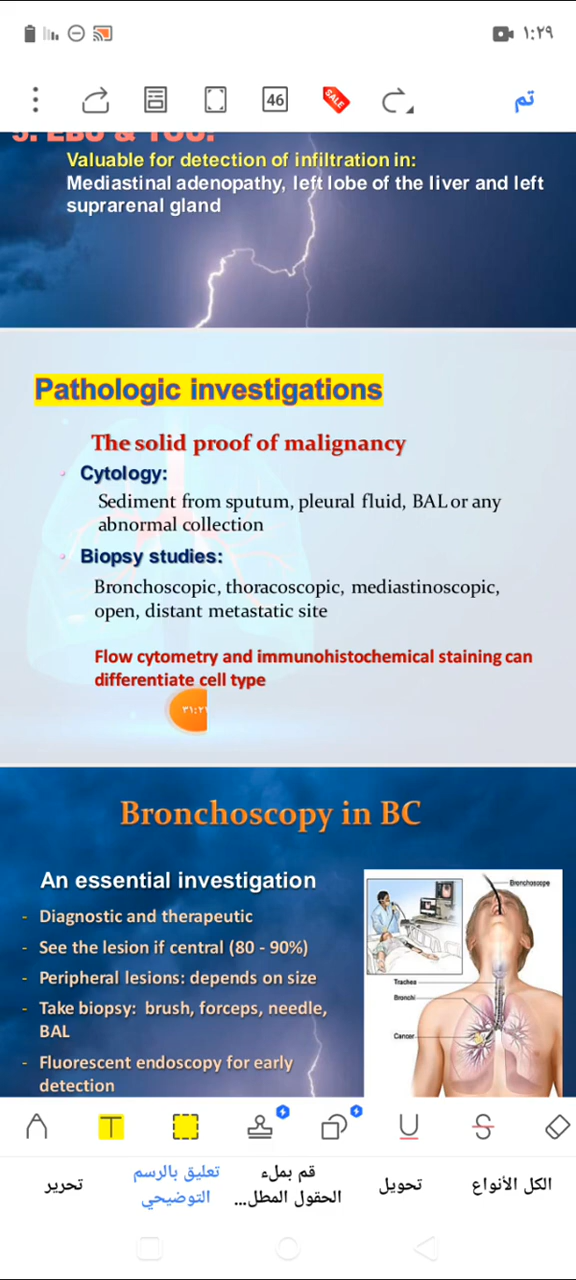 ١:٢٩
46
SALE
تم
Valuable for detection of infiltration in:
Mediastinal adenopathy, left lobe of the liver and left
suprarenal gland
Pathologic investigations
The solid proof of malignancy
Cytology:
Sediment from sputum, pleural fluid, BAL or any
abnormal collection
Biopsy studies:
Bronchoscopic, thoracoscopic, mediastinoscopic,
open, distant metastatic site
Flow cytometry and immunohistochemical staining can
differentiate cell type
٣١:٢١
Bronchoscopy in BC
An essential investigation
- Diagnostic and therapeutic
- See the lesion if central (80 - 90%)
- Peripheral lesions: depends on size
- Take biopsy: brush, forceps, needle,
BAL
- Fluorescent endoscopy for early
detection
Bronchoscope
Trachea
Bronchi
Cancer
الكل الأنواع
تحويل
قم بملء
الحقول المطل...
تعليق بالرسم
التوضيحي
تحرير